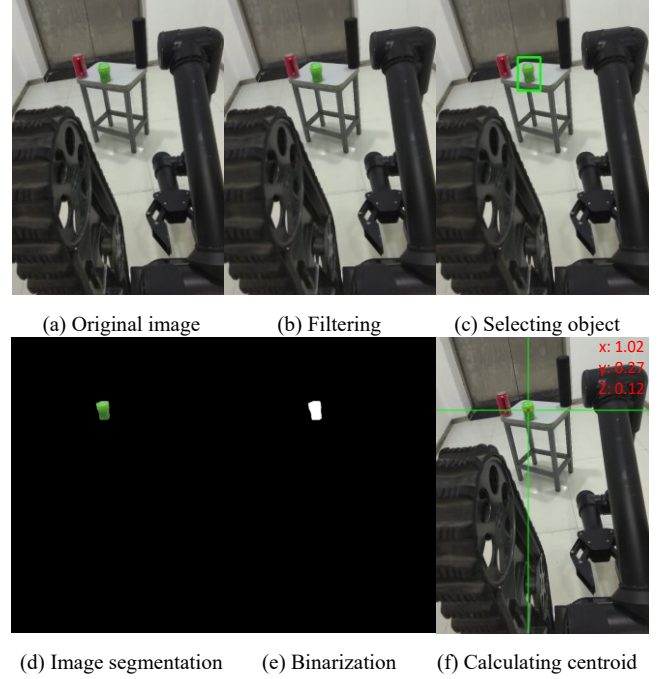 (a) Original image
(b) Filtering
(c) Selecting object
x: 1.02
y: 0.27
Z: 0.12
(d) Image segmentation
(e) Binarization
(f) Calculating centroid